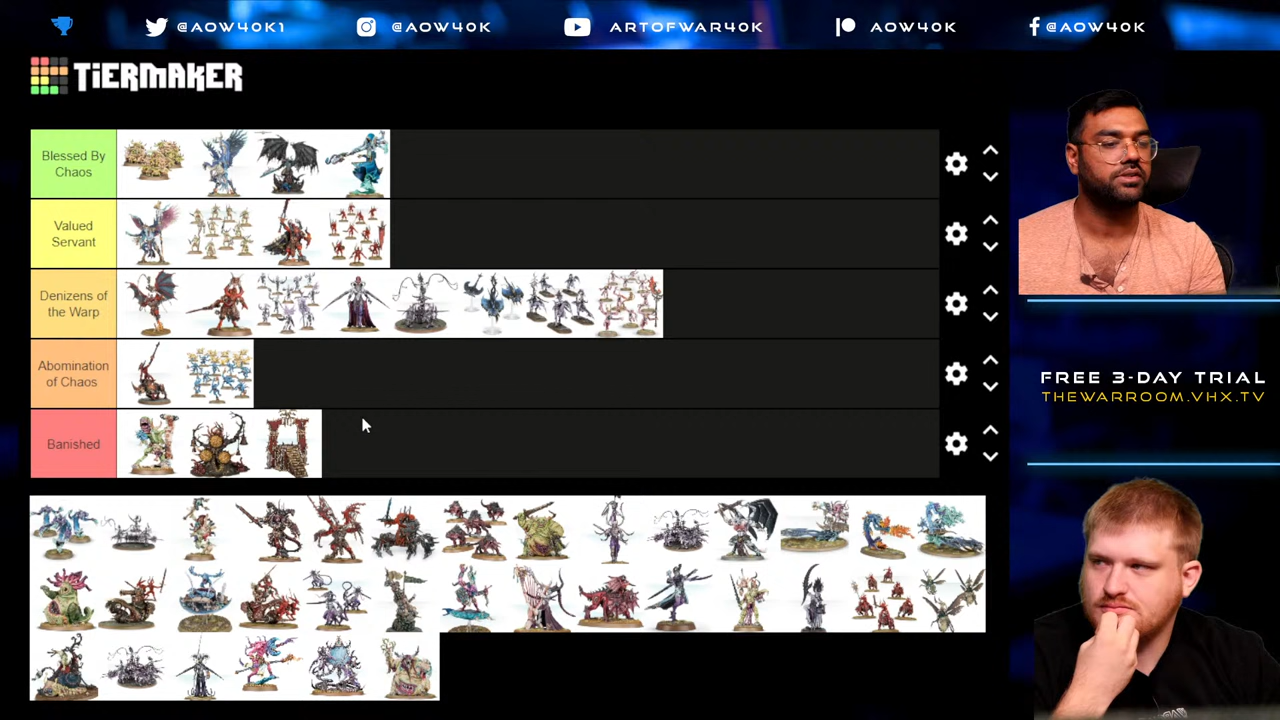 @AOW40K1
@AOW40K
ARTOFWAR40K
AOW40K
@AOW40K
TIERMAKER
Blessed By
Chaos
Valued
Servant
Denizens of
the Warp
Abomination
of Chaos
Banished
FREE 3-DAY TRIAL
THEWARROOM.VHX.TV